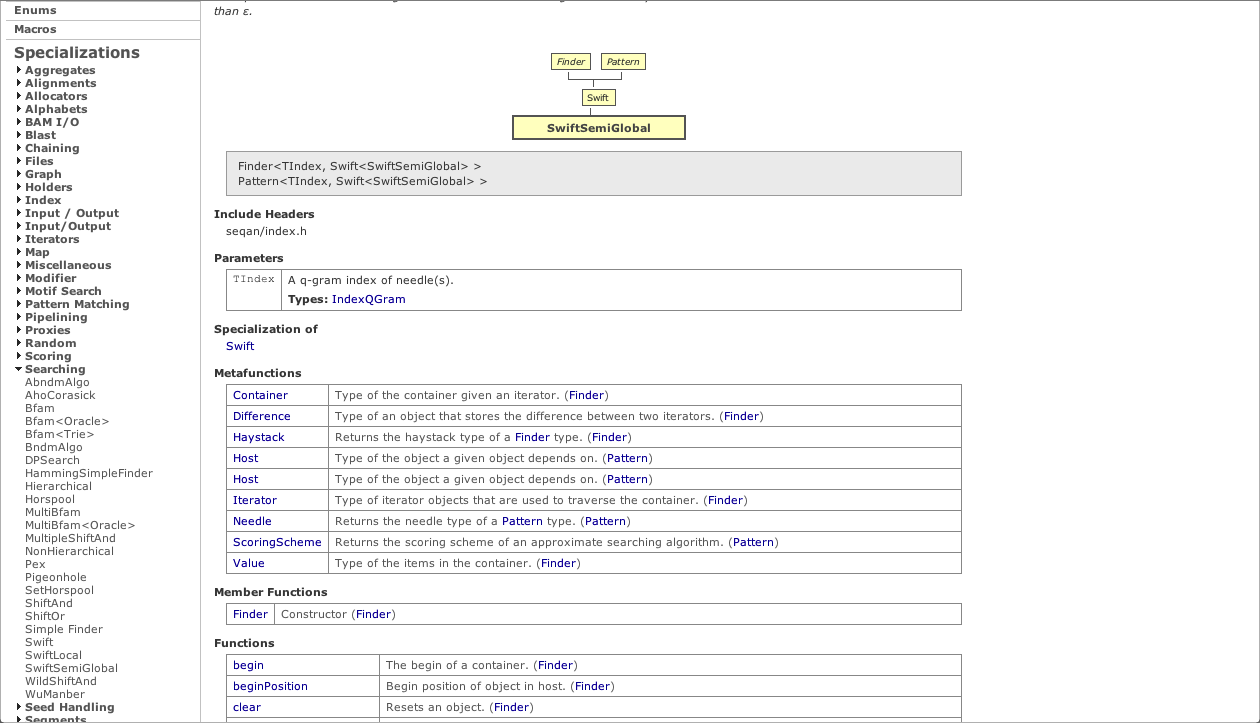 Enums
Macros
Specializations
Aggregates
Alignments
Allocators
Alphabets
BAM I/O
Blast
Chaining
Files
Graph
Holders
Index
Input / Output
Input/Output
Iterators
Map
Miscellaneous
Modifier
Motif Search
Pattern Matching
Pipelining
Proxies
Random
Scoring
Searching
AbndmAlgo
AhoCorasick
Bfam
Bfam<Oracle>
Bfam<Trie>
BndmAlgo
DPSearch
HammingSimpleFinder
Hierarchical
Horspool
MultiBfam
MultiBfam<Oracle>
MultipleShiftAnd
NonHierarchical
Pex
Pigeonhole
SetHorspool
ShiftAnd
ShiftOr
Simple Finder
Swift
SwiftLocal
SwiftSemiGlobal
WildShiftAnd
WuManber
Seed Handling
Segments
than ε.
Finder Pattern
Swift
SwiftSemiGlobal
Finder<TIndex, Swift<SwiftSemiGlobal> >
Pattern<TIndex, Swift<SwiftSemiGlobal> >
Include Headers
seqan/index.h
Parameters
TIndex A q-gram index of needle(s).
Types: IndexQGram
Specialization of
Swift
Metafunctions
Container Type of the container given an iterator. (Finder)
Difference Type of an object that stores the difference between two iterators. (Finder)
Haystack Returns the haystack type of a Finder type. (Finder)
Host Type of the object a given object depends on. (Pattern)
Host Type of the object a given object depends on. (Pattern)
Iterator Type of iterator objects that are used to traverse the container. (Finder)
Needle Returns the needle type of a Pattern type. (Pattern)
ScoringScheme Returns the scoring scheme of an approximate searching algorithm. (Pattern)
Value Type of the items in the container. (Finder)
Member Functions
Finder Constructor (Finder)
Functions
begin The begin of a container. (Finder)
beginPosition Begin position of object in host. (Finder)
clear Resets an object. (Finder)